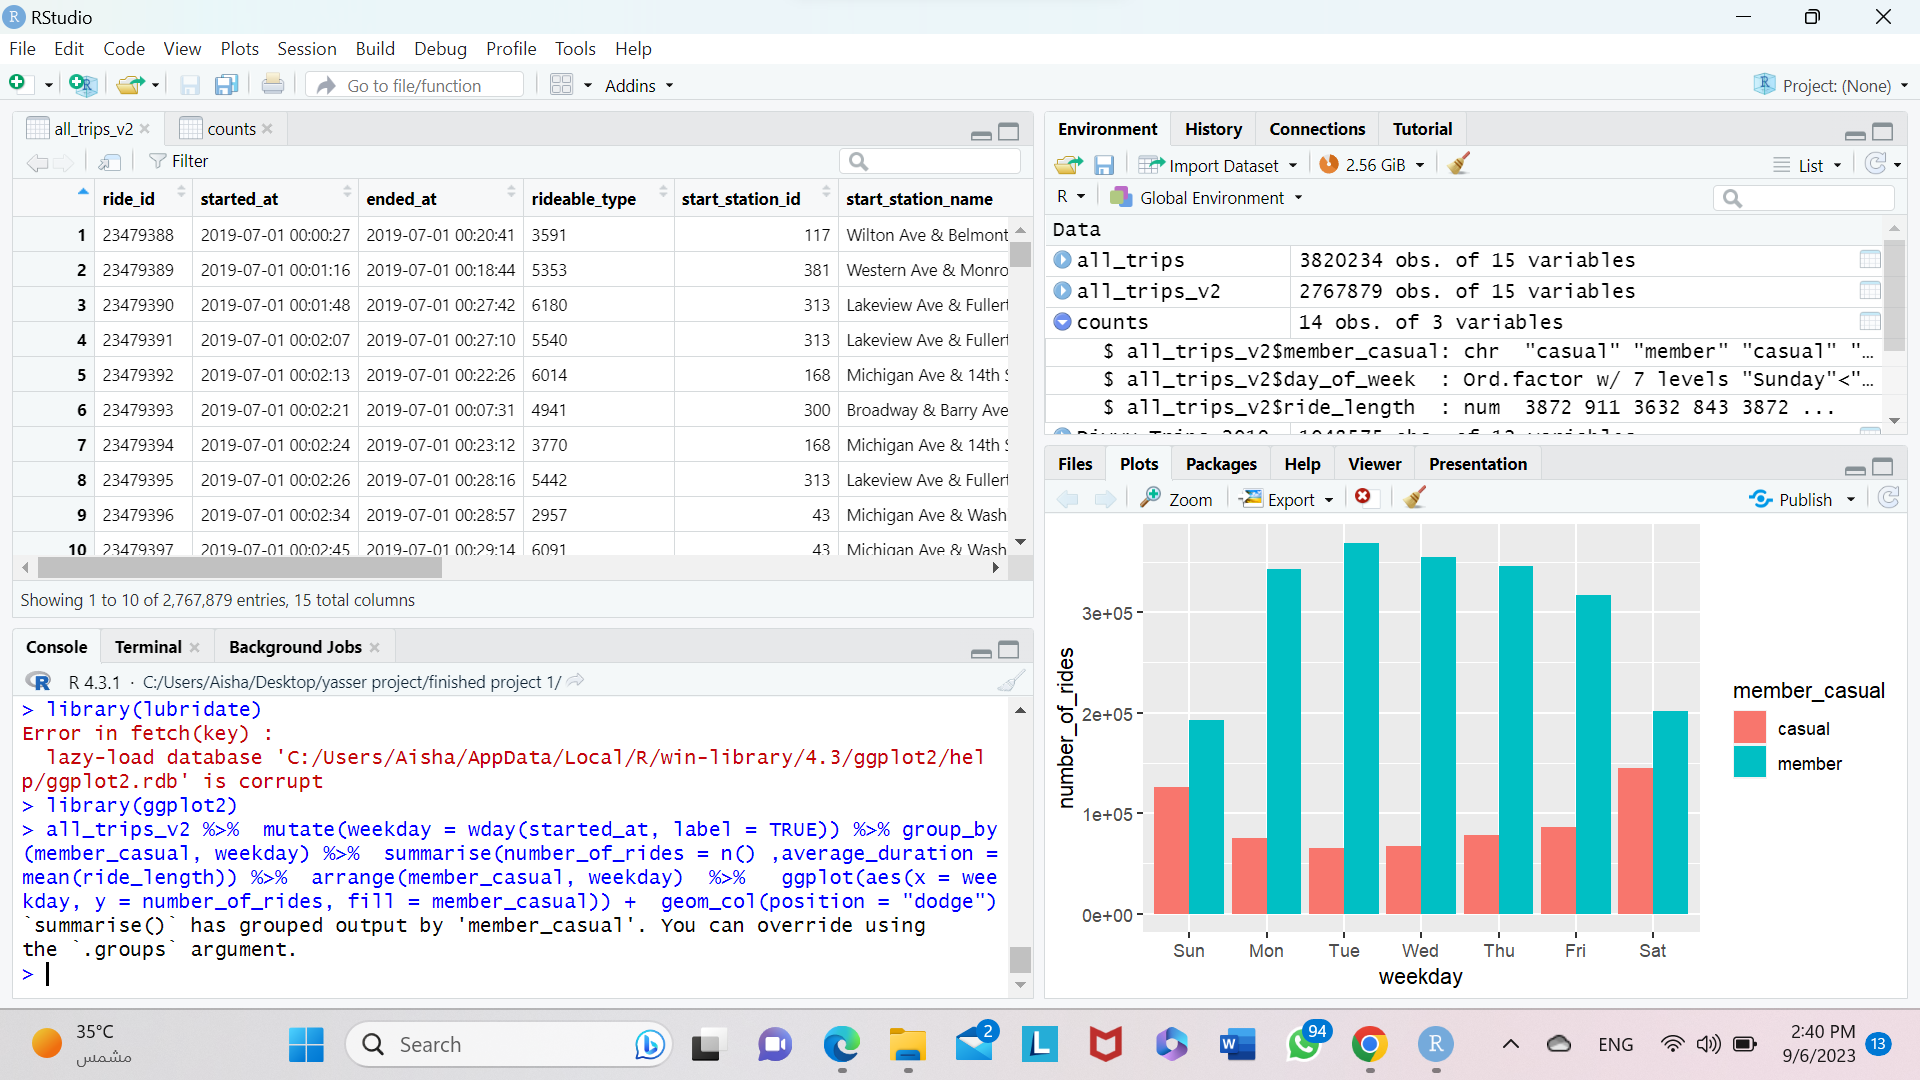 RStudio
File Edit Code View Plots Session Build Debug Profile Tools Help
Go to file/function Addins Project: (None)
all_trips_v2 counts
Filter
ride_id started_at ended_at rideable_type start_station_id start_station_name
1 23479388 2019-07-01 00:00:27 2019-07-01 00:20:41 3591 117 Wilton Ave & Belmont
2 23479389 2019-07-01 00:01:16 2019-07-01 00:18:44 5353 381 Western Ave & Monro
3 23479390 2019-07-01 00:01:48 2019-07-01 00:27:42 6180 313 Lakeview Ave & Fullert
4 23479391 2019-07-01 00:02:07 2019-07-01 00:27:10 5540 313 Lakeview Ave & Fullert
5 23479392 2019-07-01 00:02:13 2019-07-01 00:22:26 6014 168 Michigan Ave & 14th S
6 23479393 2019-07-01 00:02:21 2019-07-01 00:07:31 4941 300 Broadway & Barry Ave
7 23479394 2019-07-01 00:02:24 2019-07-01 00:23:12 3770 168 Michigan Ave & 14th S
8 23479395 2019-07-01 00:02:26 2019-07-01 00:28:16 5442 313 Lakeview Ave & Fullert
9 23479396 2019-07-01 00:02:34 2019-07-01 00:28:57 2957 43 Michigan Ave & Wash
10 23479397 2019-07-01 00:02:45 2019-07-01 00:29:14 6091 43 Michigan Ave & Wash
Showing 1 to 10 of 2,767,879 entries, 15 total columns
Console Terminal Background Jobs
R 4.3.1 · C:/Users/Aisha/Desktop/yasser project/finished project 1/
> library(lubridate)
Error in fetch(key) :
lazy-load database 'C:/Users/Aisha/AppData/Local/R/win-library/4.3/ggplot2/hel
p/ggplot2.rdb' is corrupt
> library(ggplot2)
> all_trips_v2 %>% mutate(weekday = wday(started_at, label = TRUE)) %>% group_by
(member_casual, weekday) %>% summarise(number_of_rides = n() ,average_duration =
mean(ride_length)) %>% arrange(member_casual, weekday) %>% ggplot(aes(x = wee
kday, y = number_of_rides, fill = member_casual)) + geom_col(position = "dodge")
`summarise()` has grouped output by 'member_casual'. You can override using
the `.groups` argument.
>
Environment History Connections Tutorial
Import Dataset 2.56 GiB List
R Global Environment
Data
all_trips 3820234 obs. of 15 variables
all_trips_v2 2767879 obs. of 15 variables
counts 14 obs. of 3 variables
$ all_trips_v2$member_casual: chr "casual" "member" "casual" "…
$ all_trips_v2$day_of_week : Ord.factor w/ 7 levels "Sunday"<"…
$ all_trips_v2$ride_length : num 3872 911 3632 843 3872 ...
Files Plots Packages Help Viewer Presentation
Zoom Export Publish
number_of_rides
3e+05
2e+05
1e+05
0e+00
Sun Mon Tue Wed Thu Fri Sat
weekday
member_casual
casual
member
35°C
مشمس
Search
2
94
ENG
2:40 PM
9/6/2023
13